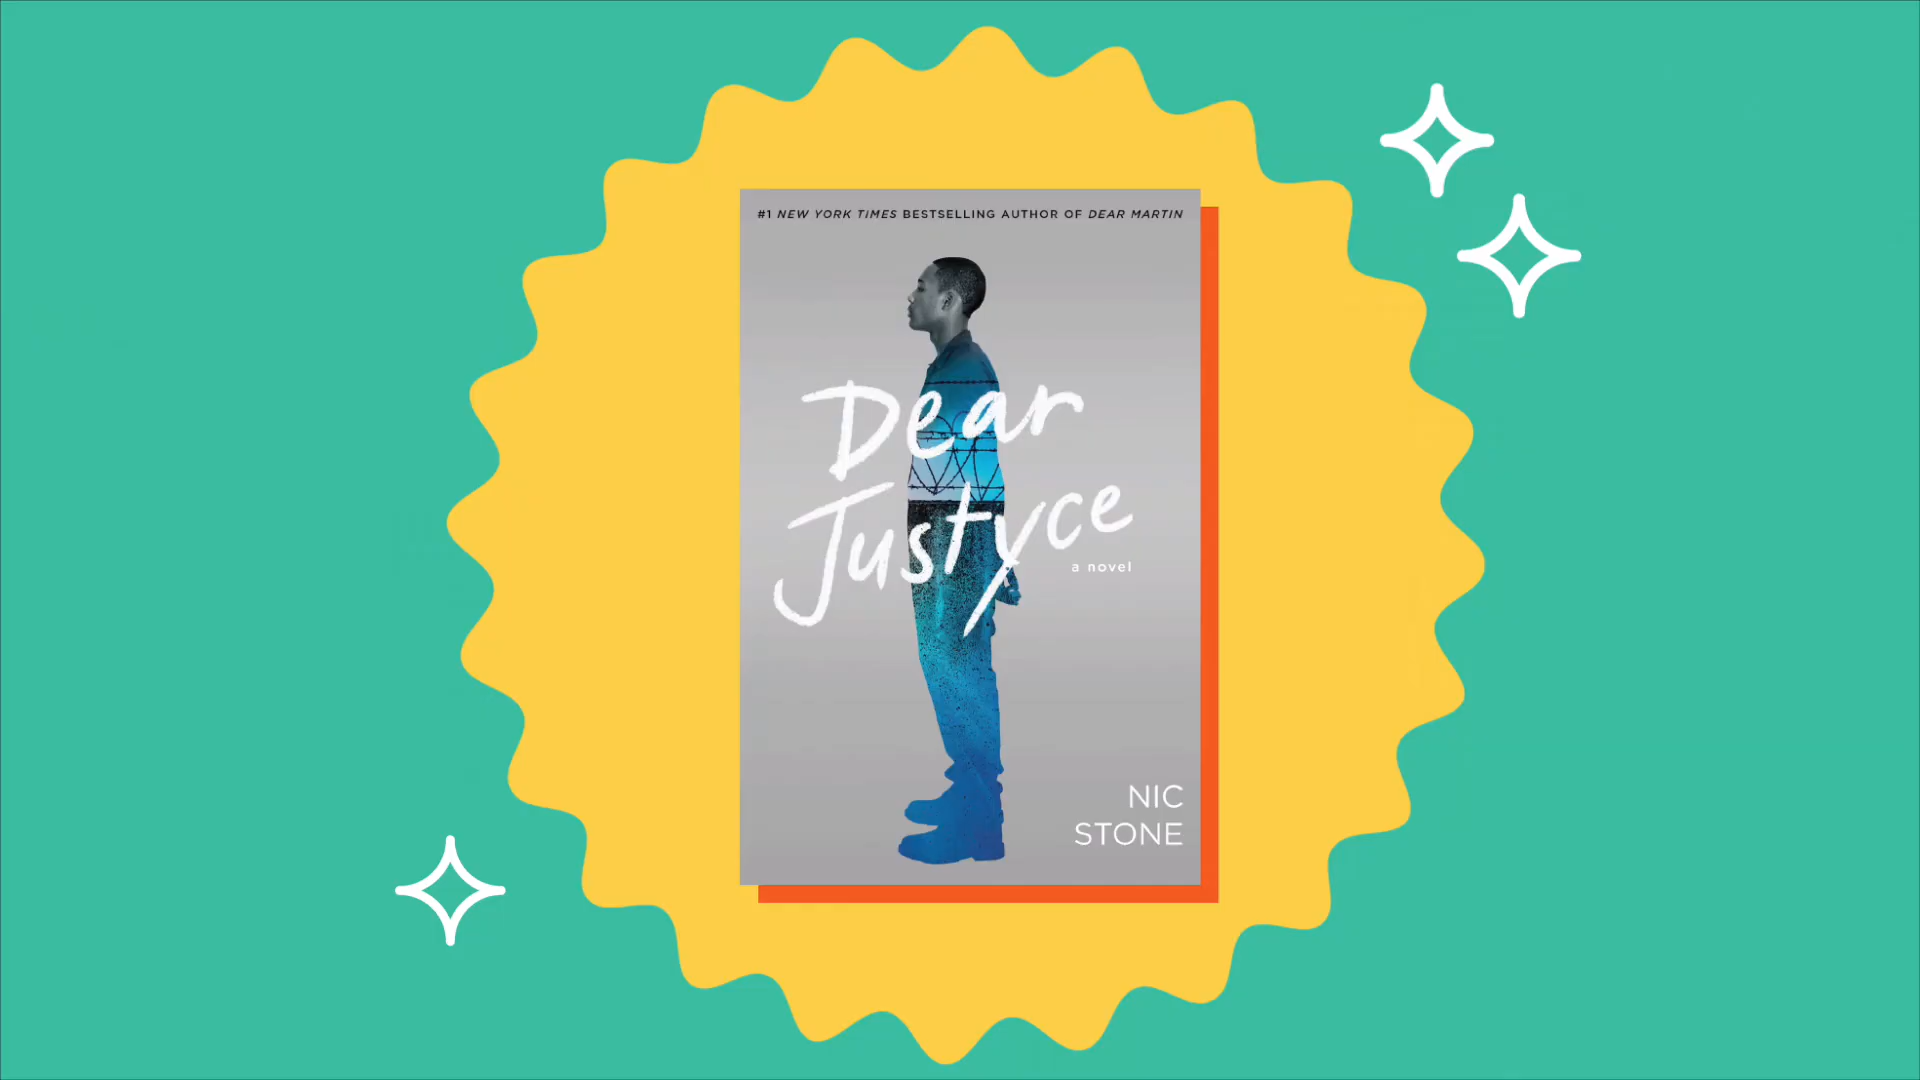 #1 NEW YORK TIMES BESTSELLING AUTHOR OF DEAR MARTIN
Dear
Justyce
a novel
NIC
STONE